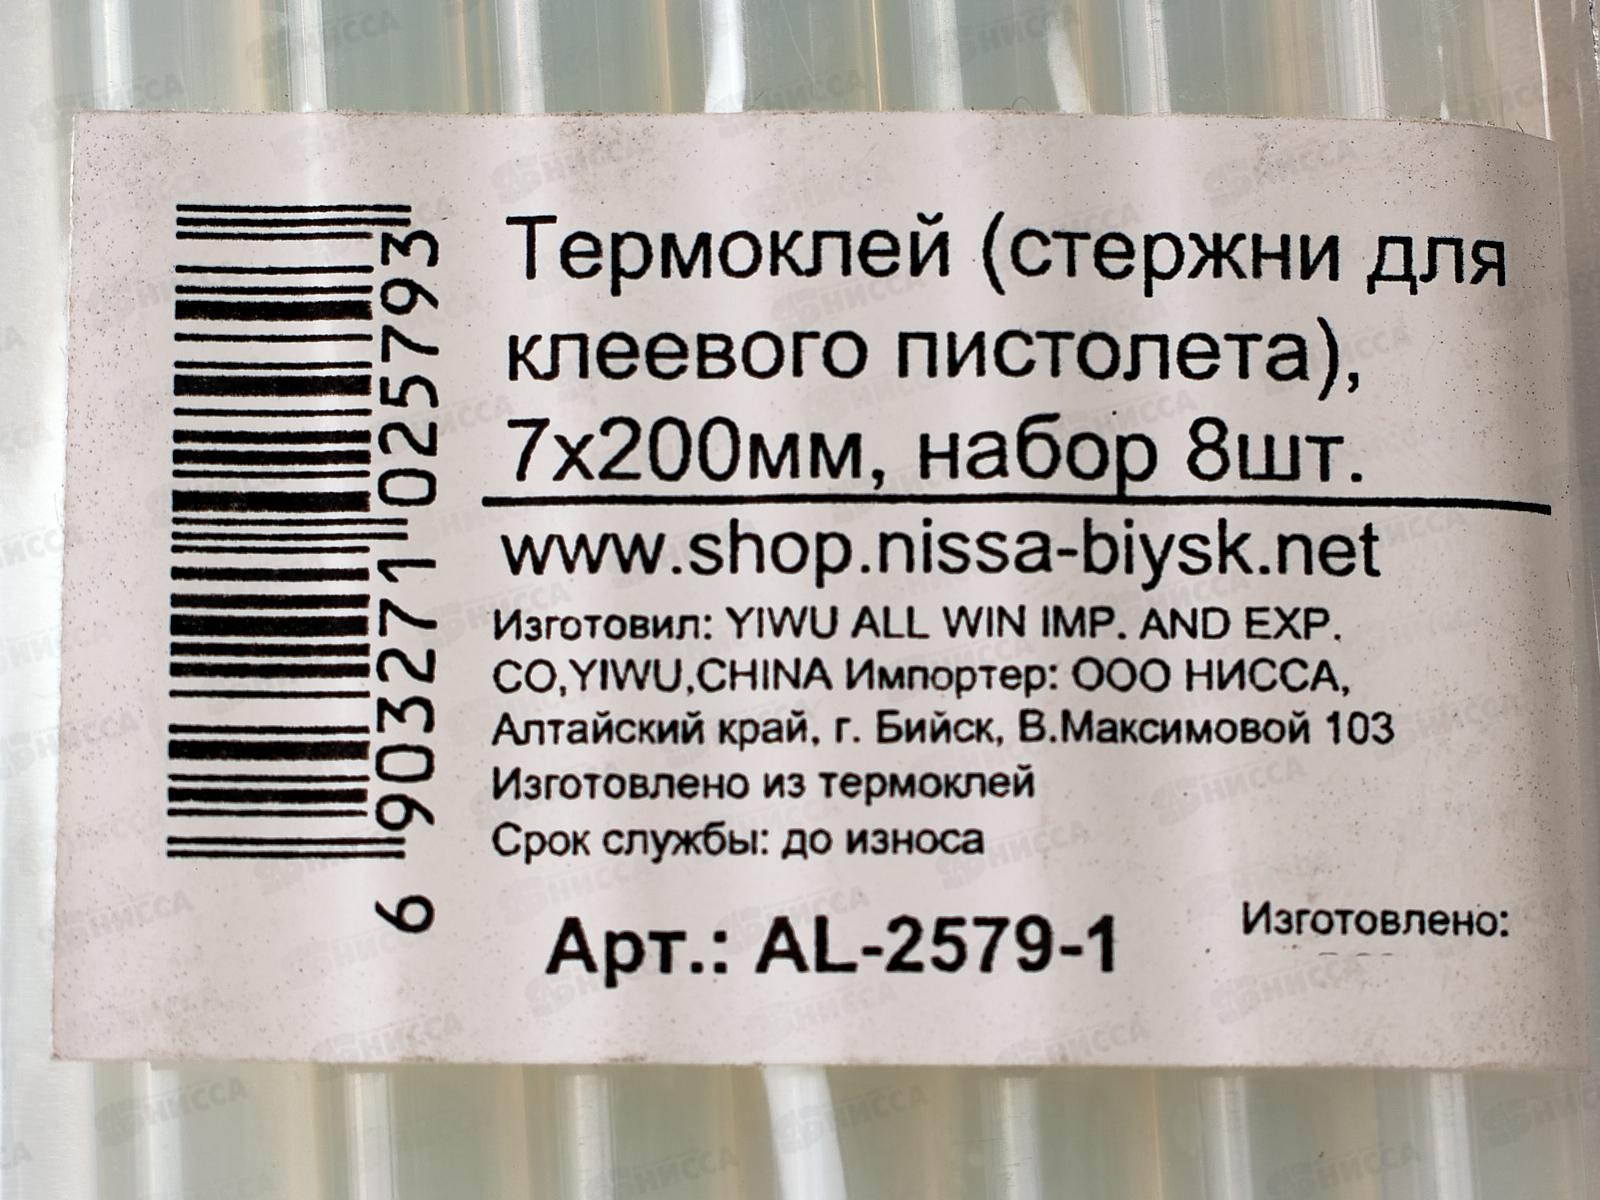 Термоклей (стержни для
клеевого пистолета),
7х200мм, набор 8шт.
www.shop.nissa-biysk.net
Изготовил: YIWU ALL WIN IMP. AND EXP.
CO,YIWU,CHINA Импортер: ООО НИССА,
Алтайский край, г. Бийск, В.Максимовой 103
Изготовлено из термоклей
Срок службы: до износа
Арт.: AL-2579-1
Изготовлено:
6 903271 025793